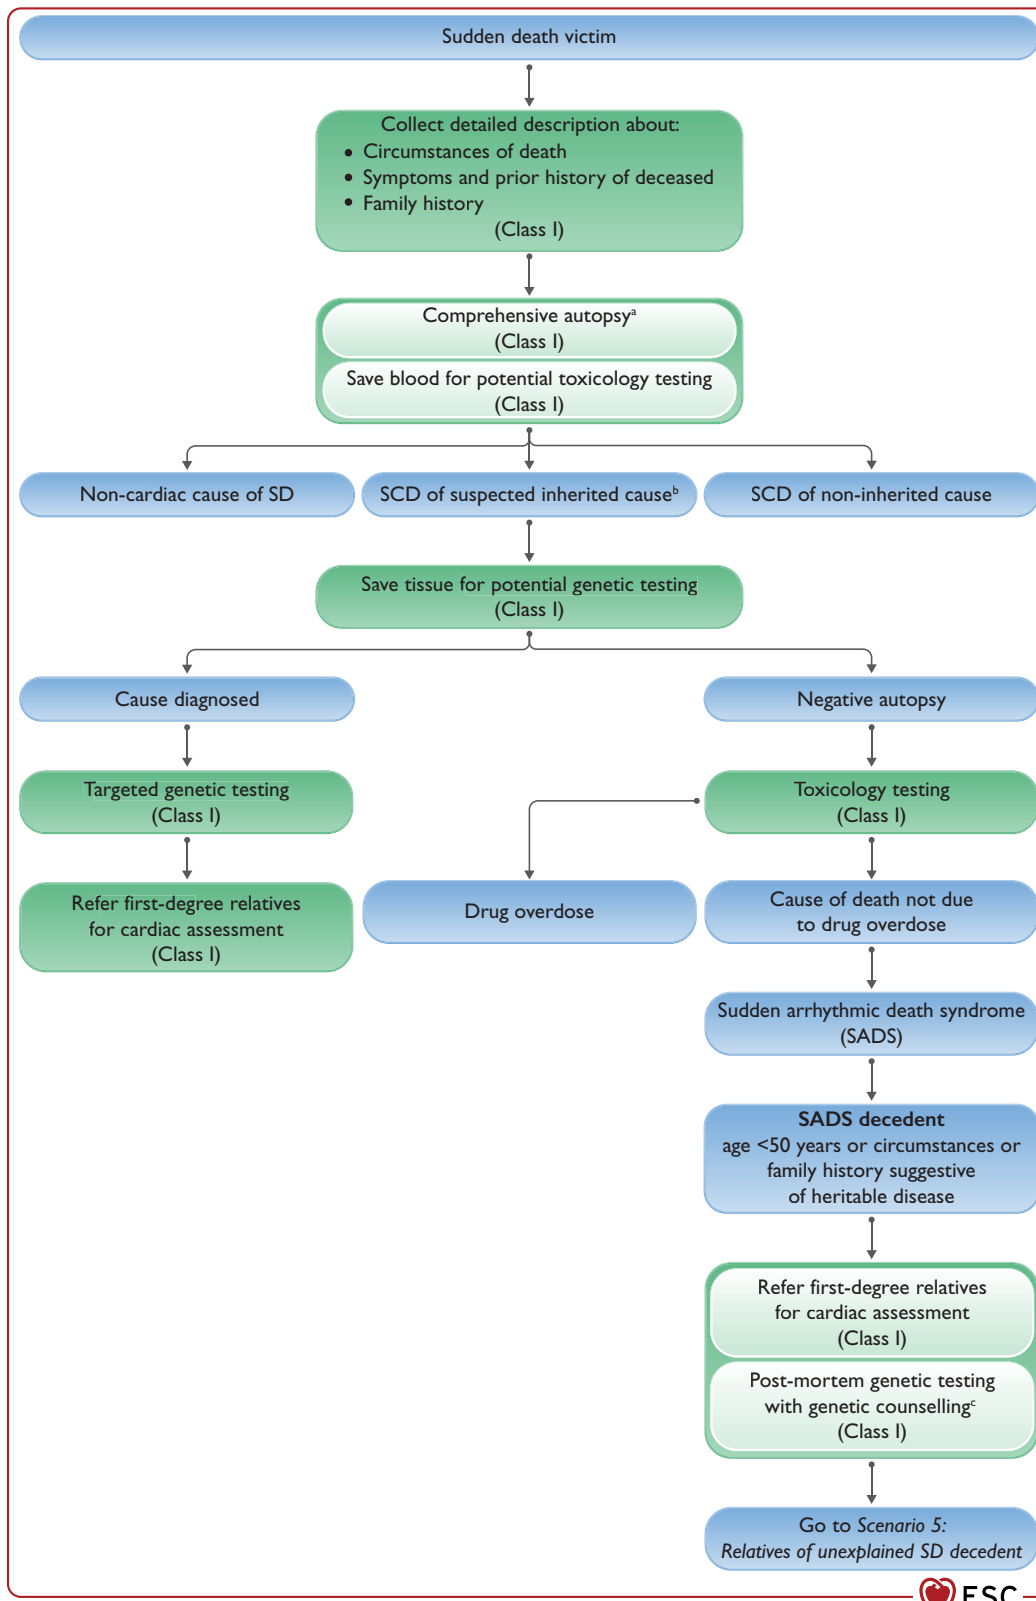 Sudden death victim
Collect detailed description about:
• Circumstances of death
• Symptoms and prior history of deceased
• Family history
(Class I)
Comprehensive autopsyᵃ
(Class I)
Save blood for potential toxicology testing
(Class I)
Non-cardiac cause of SD
SCD of suspected inherited causeᵇ
SCD of non-inherited cause
Save tissue for potential genetic testing
(Class I)
Cause diagnosed
Negative autopsy
Targeted genetic testing
(Class I)
Toxicology testing
(Class I)
Refer first-degree relatives
for cardiac assessment
(Class I)
Drug overdose
Cause of death not due
to drug overdose
Sudden arrhythmic death syndrome
(SADS)
SADS decedent
age <50 years or circumstances or
family history suggestive
of heritable disease
Refer first-degree relatives
for cardiac assessment
(Class I)
Post-mortem genetic testing
with genetic counsellingᶜ
(Class I)
Go to Scenario 5:
Relatives of unexplained SD decedent
ESC